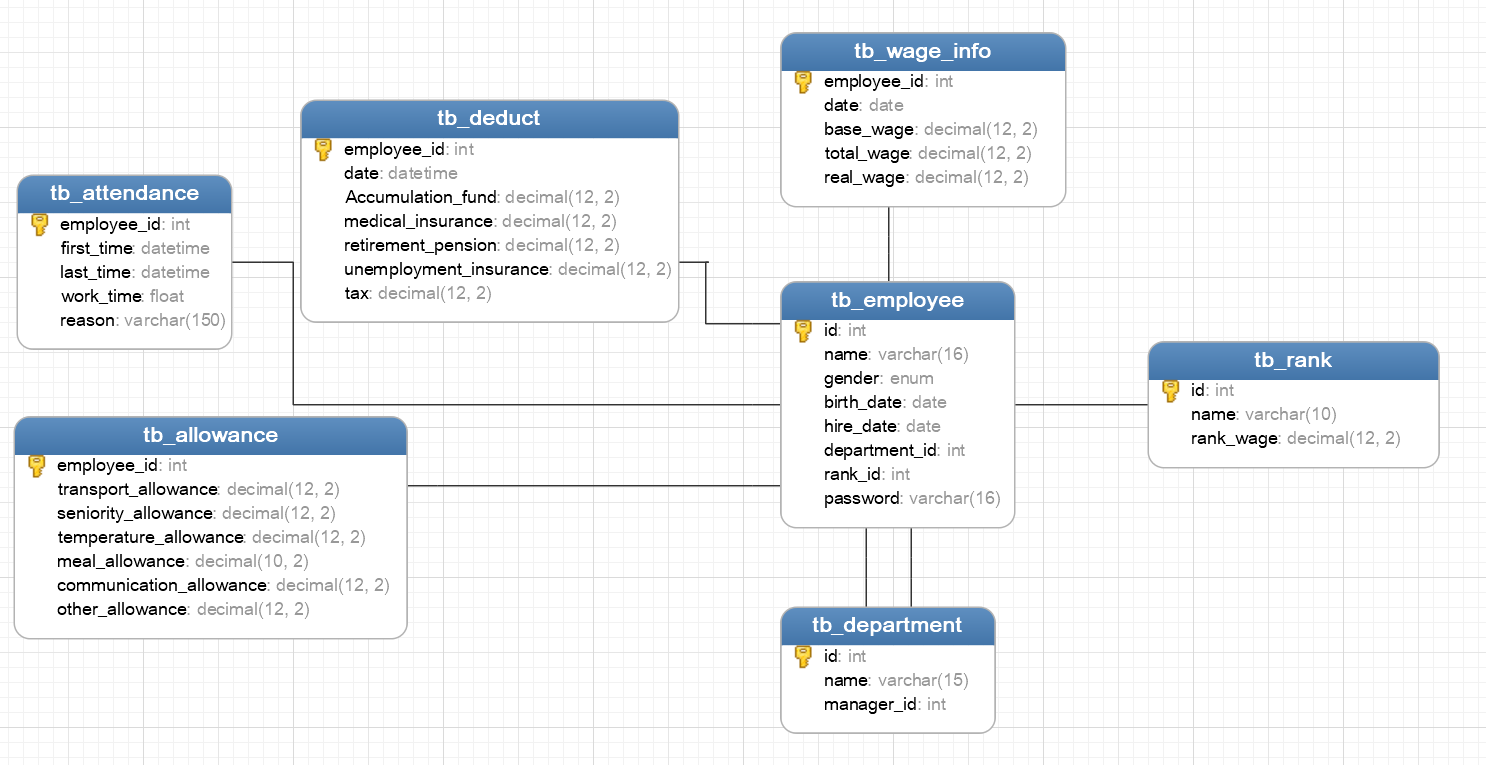 tb_wage_info
employee_id: int
date: date
base_wage: decimal(12, 2)
total_wage: decimal(12, 2)
real_wage: decimal(12, 2)
tb_deduct
employee_id: int
date: datetime
Accumulation_fund: decimal(12, 2)
medical_insurance: decimal(12, 2)
retirement_pension: decimal(12, 2)
unemployment_insurance: decimal(12, 2)
tax: decimal(12, 2)
tb_attendance
employee_id: int
first_time: datetime
last_time: datetime
work_time: float
reason: varchar(150)
tb_employee
id: int
name: varchar(16)
gender: enum
birth_date: date
hire_date: date
department_id: int
rank_id: int
password: varchar(16)
tb_rank
id: int
name: varchar(10)
rank_wage: decimal(12, 2)
tb_allowance
employee_id: int
transport_allowance: decimal(12, 2)
seniority_allowance: decimal(12, 2)
temperature_allowance: decimal(12, 2)
meal_allowance: decimal(10, 2)
communication_allowance: decimal(12, 2)
other_allowance: decimal(12, 2)
tb_department
id: int
name: varchar(15)
manager_id: int